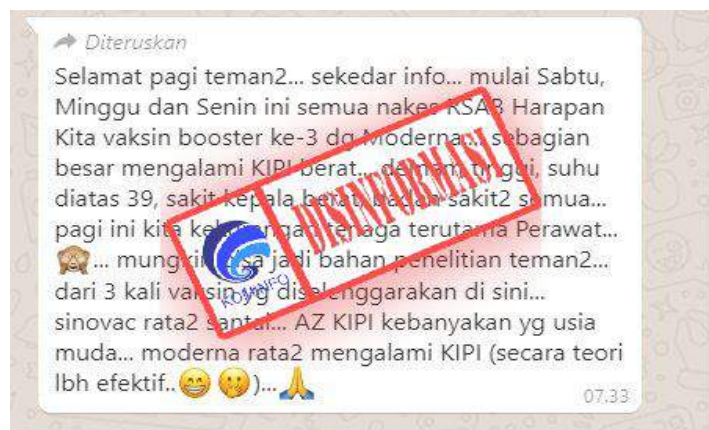 Diteruskan
Selamat pagi teman2... sekedar info... mulai Sabtu,
Minggu dan Senin ini semua nakes RSAB Harapan
Kita vaksin booster ke-3 dg Moderna... sebagian
besar mengalami KIPI berat... demam tinggi, suhu
diatas 39, sakit kepala berat, badan sakit2 semua...
pagi ini kita kekurangan tenaga terutama Perawat...
🙈... mungkin bisa jadi bahan penelitian teman2...
dari 3 kali vaksin yg diselenggarakan di sini...
sinovac rata2 santai... AZ KIPI kebanyakan yg usia
muda... moderna rata2 mengalami KIPI (secara teori
lbh efektif..😁🤭)...🙏
07.33
DISINFORMASI
KOMINFO